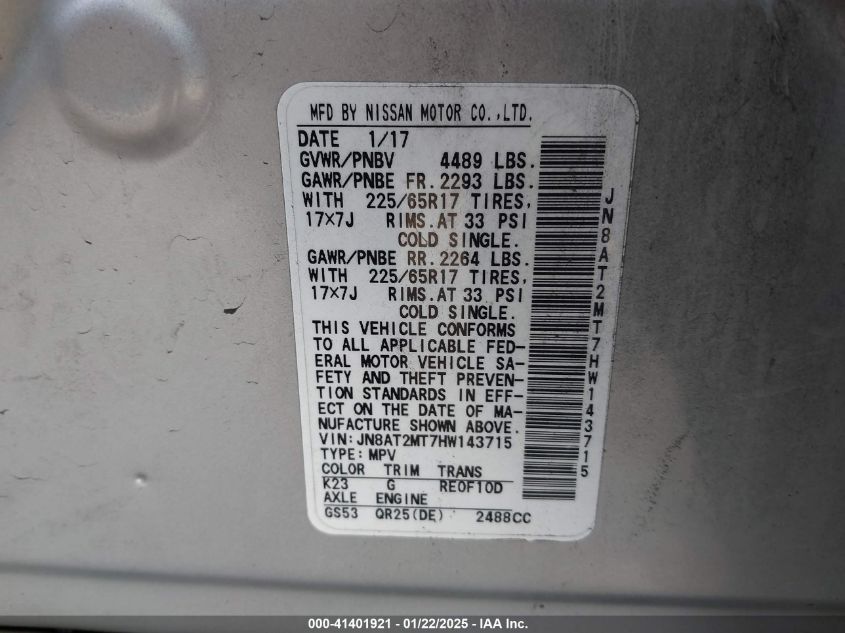 MFD BY NISSAN MOTOR CO.,LTD.
DATE 1/17
GVWR/PNBV 4489 LBS.
GAWR/PNBE FR. 2293 LBS.
WITH 225/65R17 TIRES,
17×7J RIMS.AT 33 PSI
COLD SINGLE.
GAWR/PNBE RR. 2264 LBS.
WITH 225/65R17 TIRES,
17×7J RIMS.AT 33 PSI
COLD SINGLE.
THIS VEHICLE CONFORMS
TO ALL APPLICABLE FED-
ERAL MOTOR VEHICLE SA-
FETY AND THEFT PREVEN-
TION STANDARDS IN EFF-
ECT ON THE DATE OF MA-
NUFACTURE SHOWN ABOVE.
VIN:JN8AT2MT7HW143715
TYPE: MPV
COLOR TRIM TRANS
K23 G RE0F10D
AXLE ENGINE
GS53 QR25(DE) 2488CC
JN8AT2MT7HW143715
000-41401921 - 01/22/2025 - IAA Inc.